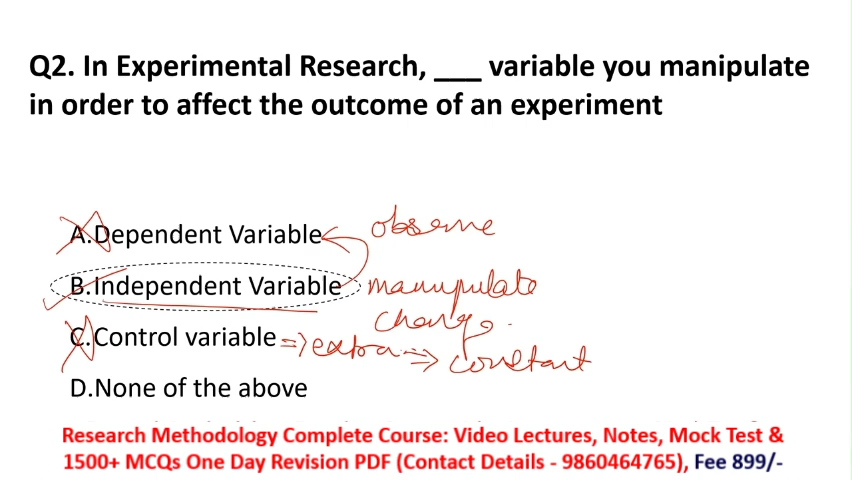 Q2. In Experimental Research, ___ variable you manipulate
in order to affect the outcome of an experiment
A.Dependent Variable observe
B.Independent Variable manipulate
change
C.Control variable => extra => constant
D.None of the above
Research Methodology Complete Course: Video Lectures, Notes, Mock Test &
1500+ MCQs One Day Revision PDF (Contact Details - 9860464765), Fee 899/-